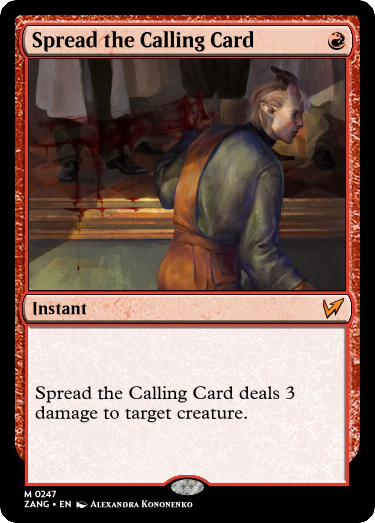 Spread the Calling Card
Instant
Spread the Calling Card deals 3
damage to target creature.
M 0247
ZANG • EN Alexandra Kononenko